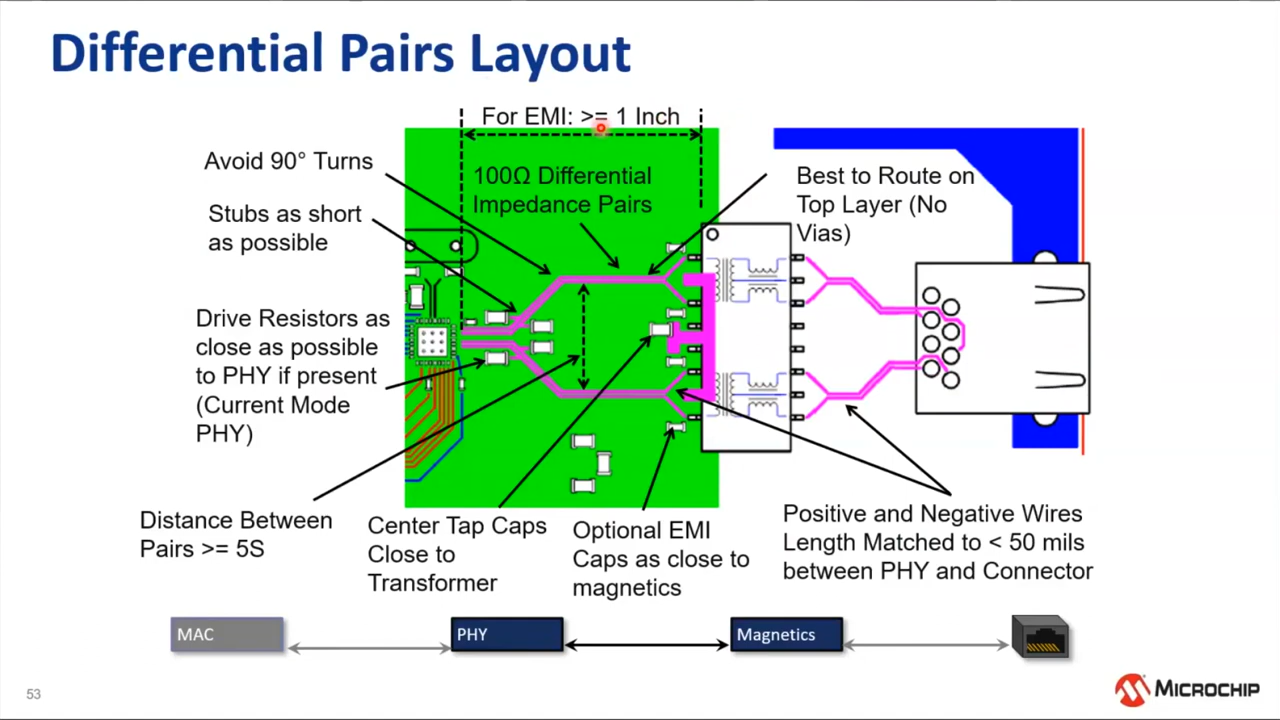 Differential Pairs Layout
For EMI: >= 1 Inch
Avoid 90° Turns
100Ω Differential
Impedance Pairs
Best to Route on
Top Layer (No
Vias)
Stubs as short
as possible
Drive Resistors as
close as possible
to PHY if present
(Current Mode
PHY)
Distance Between
Pairs >= 5S
Center Tap Caps
Close to
Transformer
Optional EMI
Caps as close to
magnetics
Positive and Negative Wires
Length Matched to < 50 mils
between PHY and Connector
MAC
PHY
Magnetics
53
MICROCHIP